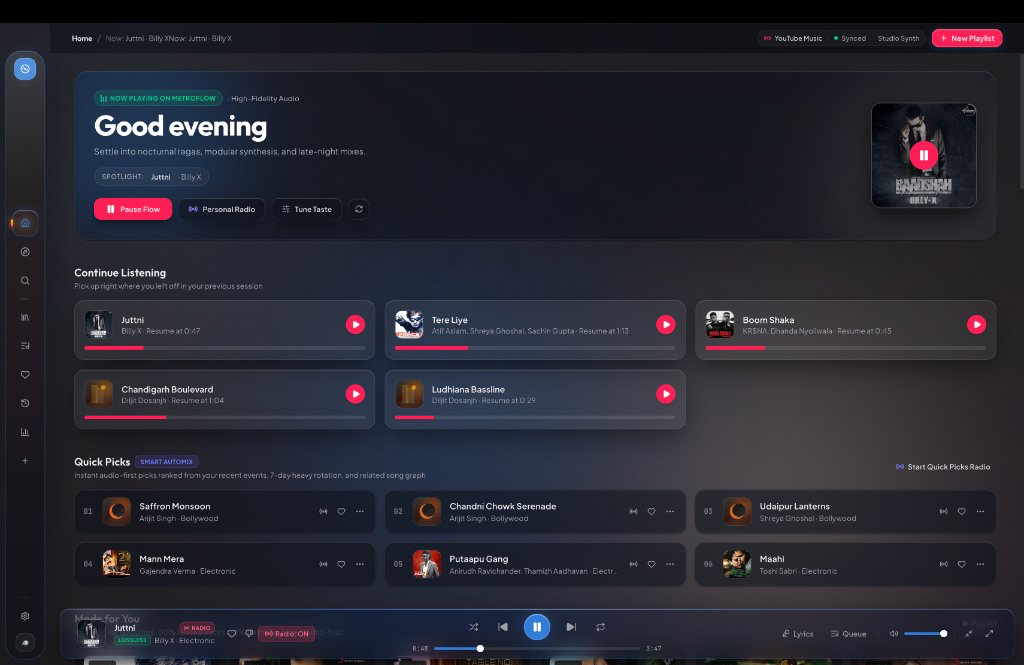 Home / Now: Juttni · Billy XNow: Juttni · Billy X
YouTube Music
Synced
Studio Synth
+ New Playlist
NOW PLAYING ON METROFLOW · High-Fidelity Audio
Good evening
Settle into nocturnal ragas, modular synthesis, and late-night mixes.
SPOTLIGHT: Juttni · Billy X
Pause Flow
Personal Radio
Tune Taste
BAADSHAH
BILLY-X
Continue Listening
Pick up right where you left off in your previous session
Juttni
Billy X · Resume at 0:47
Tere Liye
Atif Aslam, Shreya Ghoshal, Sachin Gupta · Resume at 1:13
Boom Shaka
KR$NA, Dhanda Nyoliwala · Resume at 0:45
Chandigarh Boulevard
Diljit Dosanjh · Resume at 1:04
Ludhiana Bassline
Diljit Dosanjh · Resume at 0:29
Quick Picks SMART AUTOMIX
Instant audio-first picks ranked from your recent events, 7-day heavy rotation, and related song graph
Start Quick Picks Radio
01
Saffron Monsoon
Arijit Singh · Bollywood
02
Chandni Chowk Serenade
Arijit Singh · Bollywood
03
Udaipur Lanterns
Shreya Ghoshal · Bollywood
04
Mann Mera
Gajendra Verma · Electronic
05
Putaapu Gang
Anirudh Ravichander, Thamizh Aadhavan · Electr...
06
Maahi
Toshi Sabri · Electronic
Made for You
Play All
Juttni
RADIO
LOSSLESS Billy X · Electronic
Radio: ON
0:48
3:47
Lyrics
Queue